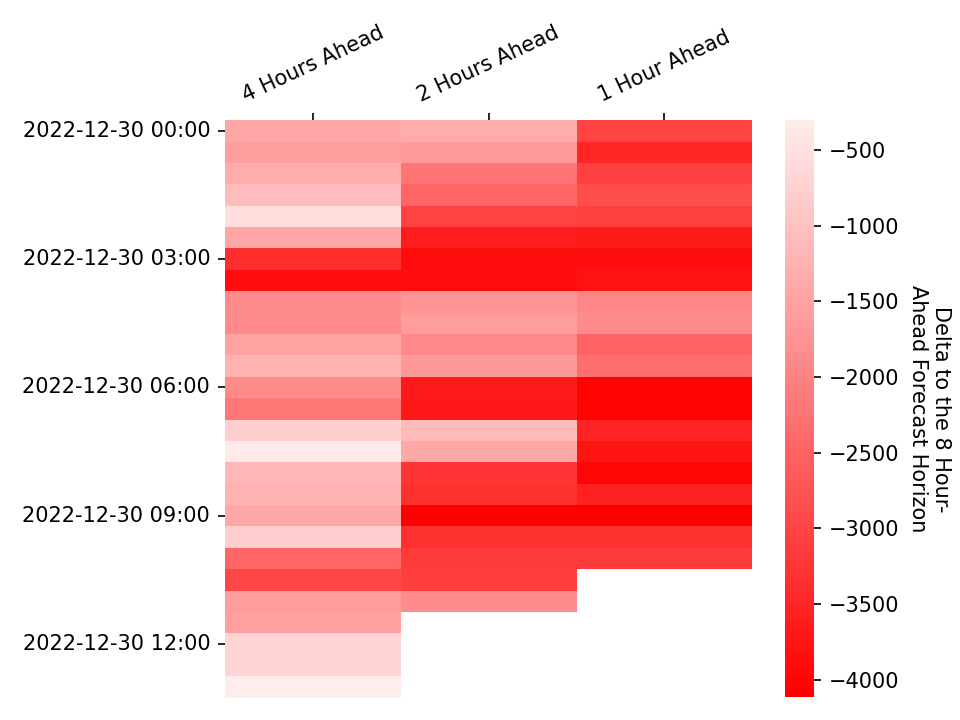 4 Hours Ahead
2 Hours Ahead
1 Hour Ahead
2022-12-30 00:00
2022-12-30 03:00
2022-12-30 06:00
2022-12-30 09:00
2022-12-30 12:00
−500
−1000
−1500
−2000
−2500
−3000
−3500
−4000
Delta to the 8 Hour-
Ahead Forecast Horizon